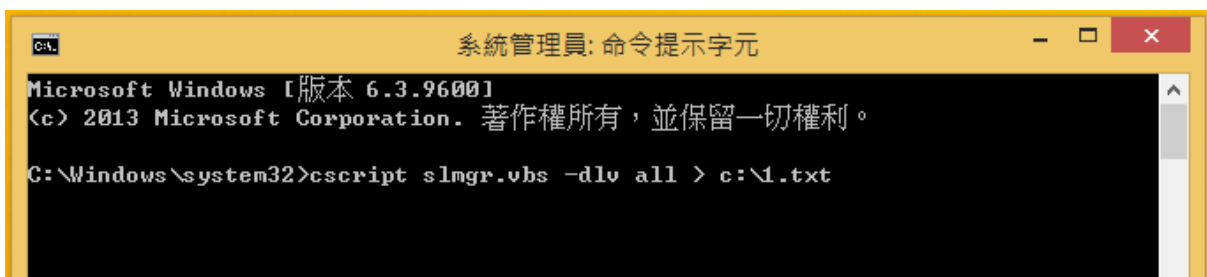 系統管理員: 命令提示字元
Microsoft Windows [版本 6.3.9600]
(c) 2013 Microsoft Corporation. 著作權所有，並保留一切權利。
C:\Windows\system32>cscript slmgr.vbs -dlv all > c:\1.txt